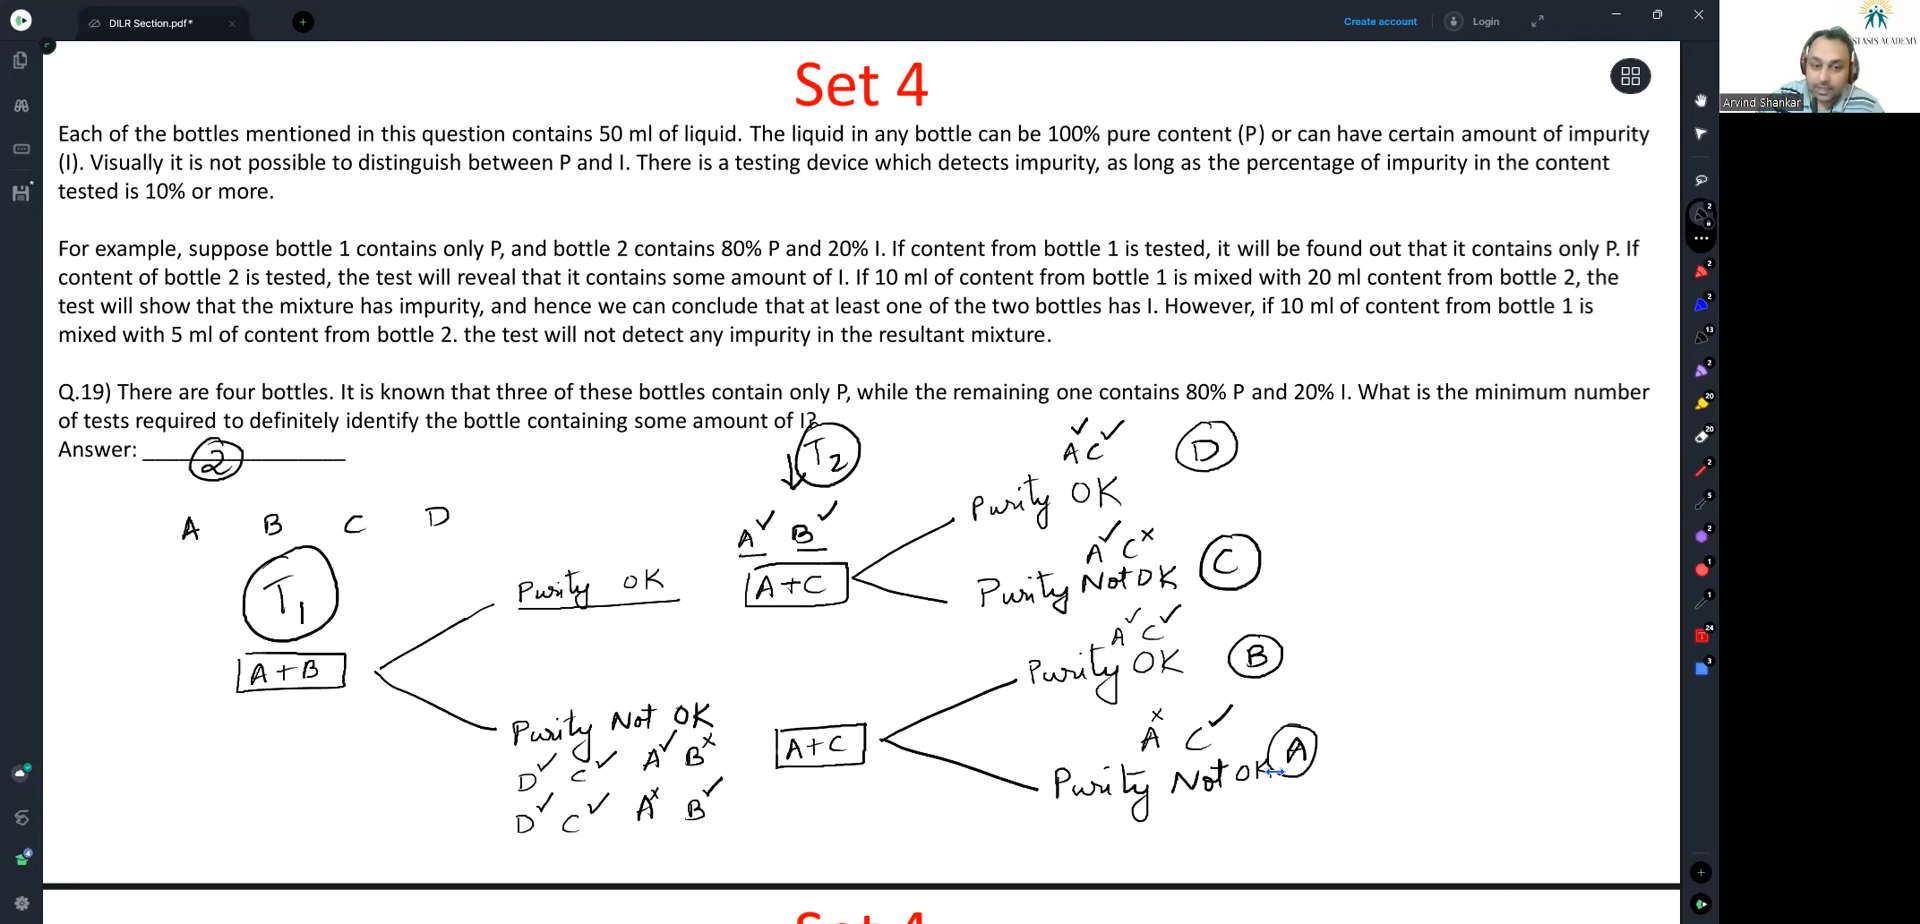 DILR Section.pdf*
Create account
Login
STASIS ACADEMY
Arvind Shankar
Set 4
Each of the bottles mentioned in this question contains 50 ml of liquid. The liquid in any bottle can be 100% pure content (P) or can have certain amount of impurity
(I). Visually it is not possible to distinguish between P and I. There is a testing device which detects impurity, as long as the percentage of impurity in the content
tested is 10% or more.
For example, suppose bottle 1 contains only P, and bottle 2 contains 80% P and 20% I. If content from bottle 1 is tested, it will be found out that it contains only P. If
content of bottle 2 is tested, the test will reveal that it contains some amount of I. If 10 ml of content from bottle 1 is mixed with 20 ml content from bottle 2, the
test will show that the mixture has impurity, and hence we can conclude that at least one of the two bottles has I. However, if 10 ml of content from bottle 1 is
mixed with 5 ml of content from bottle 2. the test will not detect any impurity in the resultant mixture.
Q.19) There are four bottles. It is known that three of these bottles contain only P, while the remaining one contains 80% P and 20% I. What is the minimum number
of tests required to definitely identify the bottle containing some amount of I?
Answer: ____________________
2
A B C D
T1
A+B
Purity OK
Purity Not OK
D✓ C✓ A✓ B×
D✓ C✓ A× B✓
T2
A✓ B✓
A+C
A✓ C✓
Purity OK D
A✓ C×
Purity Not OK C
A+C
A✓ C✓
Purity OK B
A× C✓
Purity Not OK A
Set 4